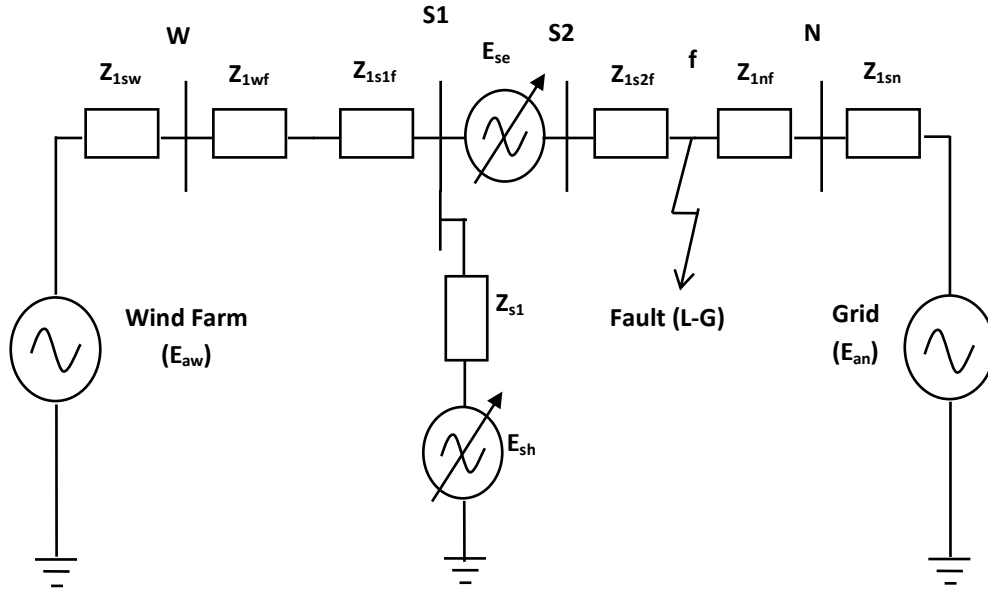 W
S1
S2
N
Z1sw
Z1wf
Z1s1f
Ese
Z1s2f
f
Z1nf
Z1sn
Zs1
Wind Farm
(Eaw)
Fault (L-G)
Grid
(Ean)
Esh